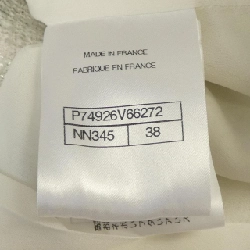 MADE IN FRANCE
FABRIQUE EN FRANCE
P74926V66272
NN345 38